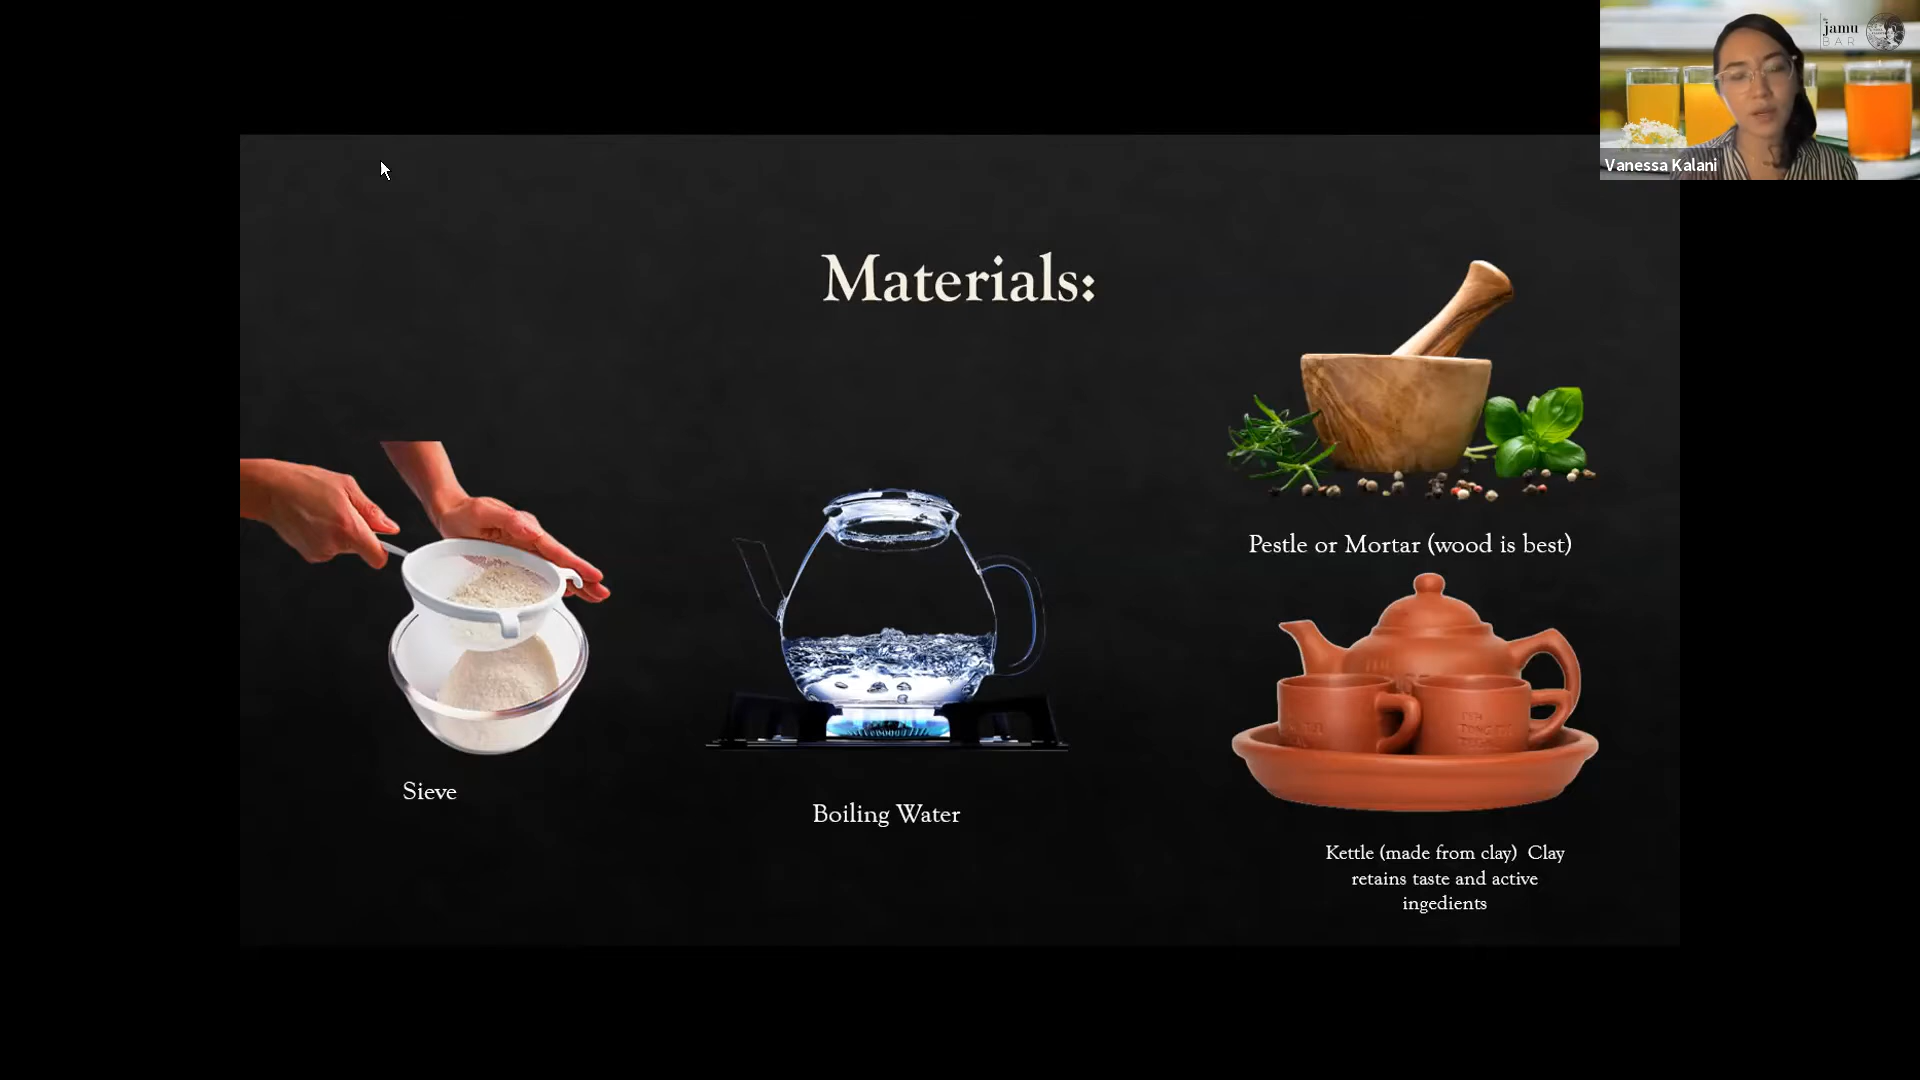 jamu
BAR
Vanessa Kalani
Materials:
Pestle or Mortar (wood is best)
Sieve
Boiling Water
Kettle (made from clay)  Clay
retains taste and active
ingedients